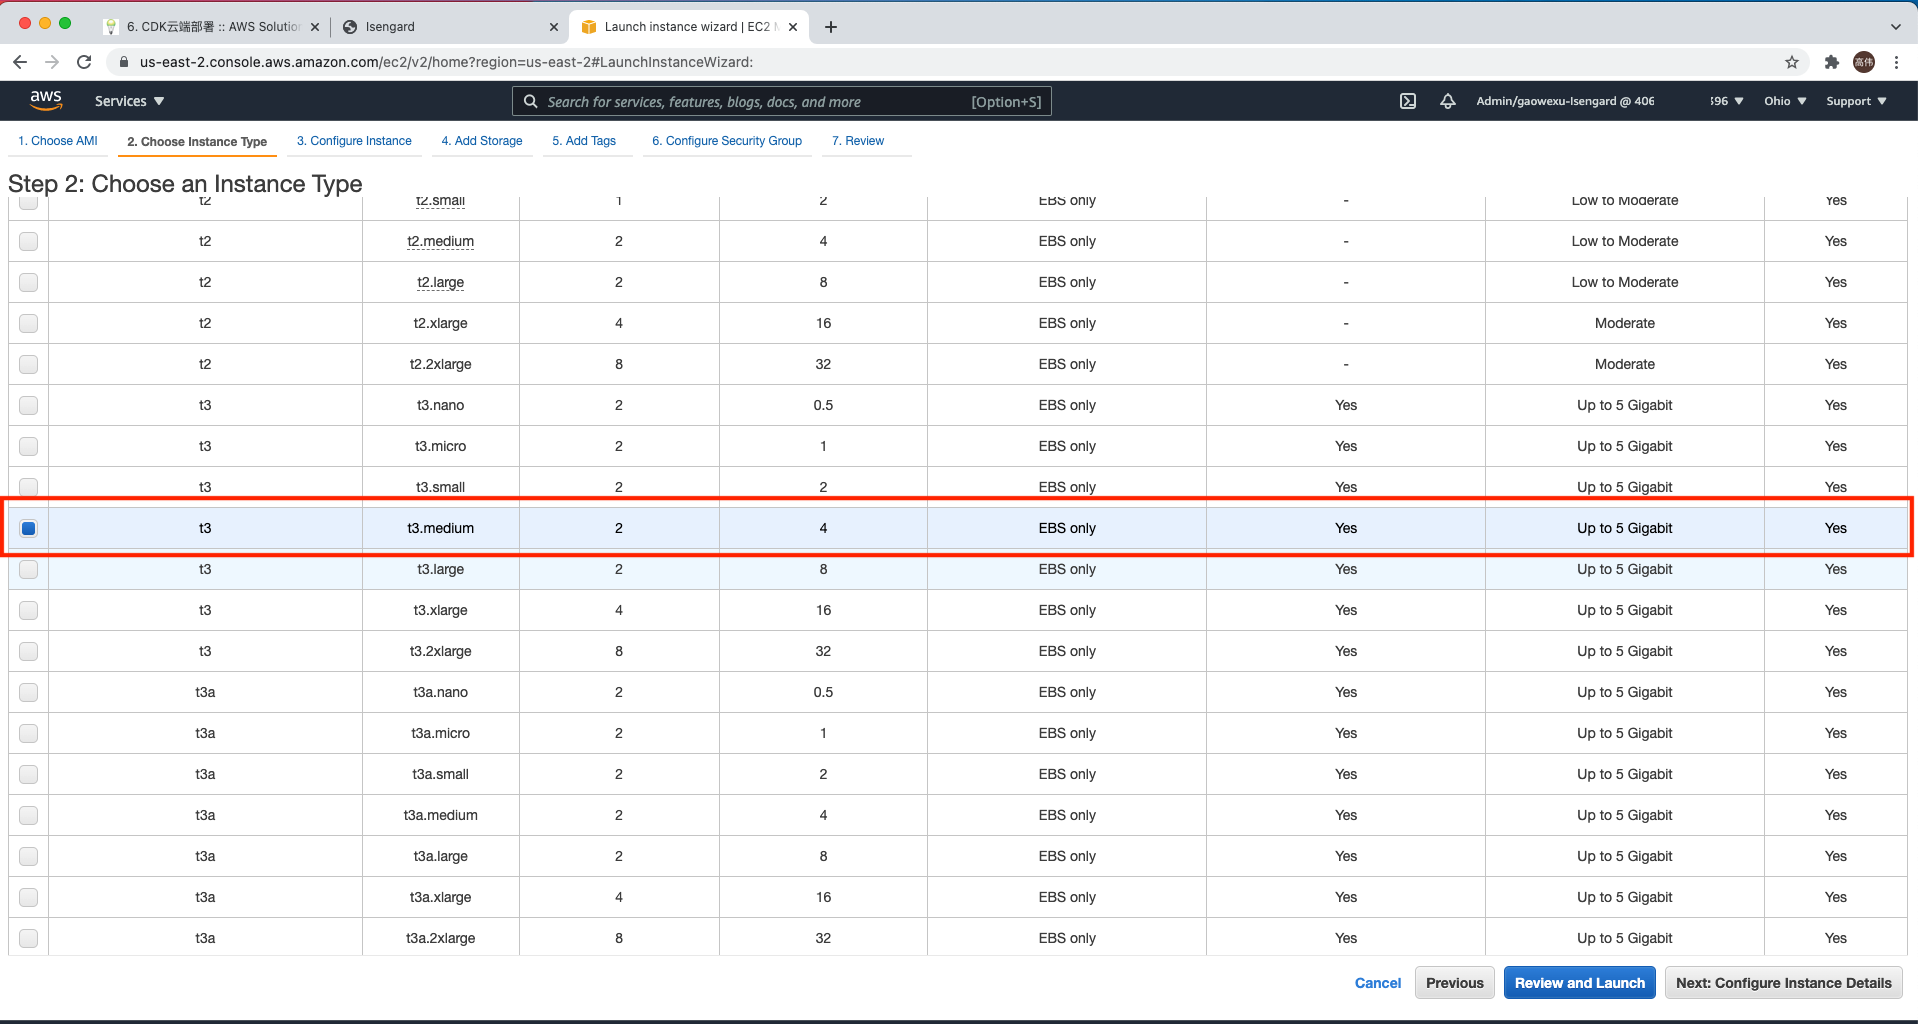 6. CDK云端部署 :: AWS Solution
Isengard
Launch instance wizard | EC2 M
us-east-2.console.aws.amazon.com/ec2/v2/home?region=us-east-2#LaunchInstanceWizard:
高伟
aws
Services
Search for services, features, blogs, docs, and more
[Option+S]
Admin/gaowexu-Isengard @ 406
396
Ohio
Support
1. Choose AMI
2. Choose Instance Type
3. Configure Instance
4. Add Storage
5. Add Tags
6. Configure Security Group
7. Review
Step 2: Choose an Instance Type
t2 t2.small 1 2 EBS only - Low to Moderate Yes
t2 t2.medium 2 4 EBS only - Low to Moderate Yes
t2 t2.large 2 8 EBS only - Low to Moderate Yes
t2 t2.xlarge 4 16 EBS only - Moderate Yes
t2 t2.2xlarge 8 32 EBS only - Moderate Yes
t3 t3.nano 2 0.5 EBS only Yes Up to 5 Gigabit Yes
t3 t3.micro 2 1 EBS only Yes Up to 5 Gigabit Yes
t3 t3.small 2 2 EBS only Yes Up to 5 Gigabit Yes
t3 t3.medium 2 4 EBS only Yes Up to 5 Gigabit Yes
t3 t3.large 2 8 EBS only Yes Up to 5 Gigabit Yes
t3 t3.xlarge 4 16 EBS only Yes Up to 5 Gigabit Yes
t3 t3.2xlarge 8 32 EBS only Yes Up to 5 Gigabit Yes
t3a t3a.nano 2 0.5 EBS only Yes Up to 5 Gigabit Yes
t3a t3a.micro 2 1 EBS only Yes Up to 5 Gigabit Yes
t3a t3a.small 2 2 EBS only Yes Up to 5 Gigabit Yes
t3a t3a.medium 2 4 EBS only Yes Up to 5 Gigabit Yes
t3a t3a.large 2 8 EBS only Yes Up to 5 Gigabit Yes
t3a t3a.xlarge 4 16 EBS only Yes Up to 5 Gigabit Yes
t3a t3a.2xlarge 8 32 EBS only Yes Up to 5 Gigabit Yes
Cancel
Previous
Review and Launch
Next: Configure Instance Details